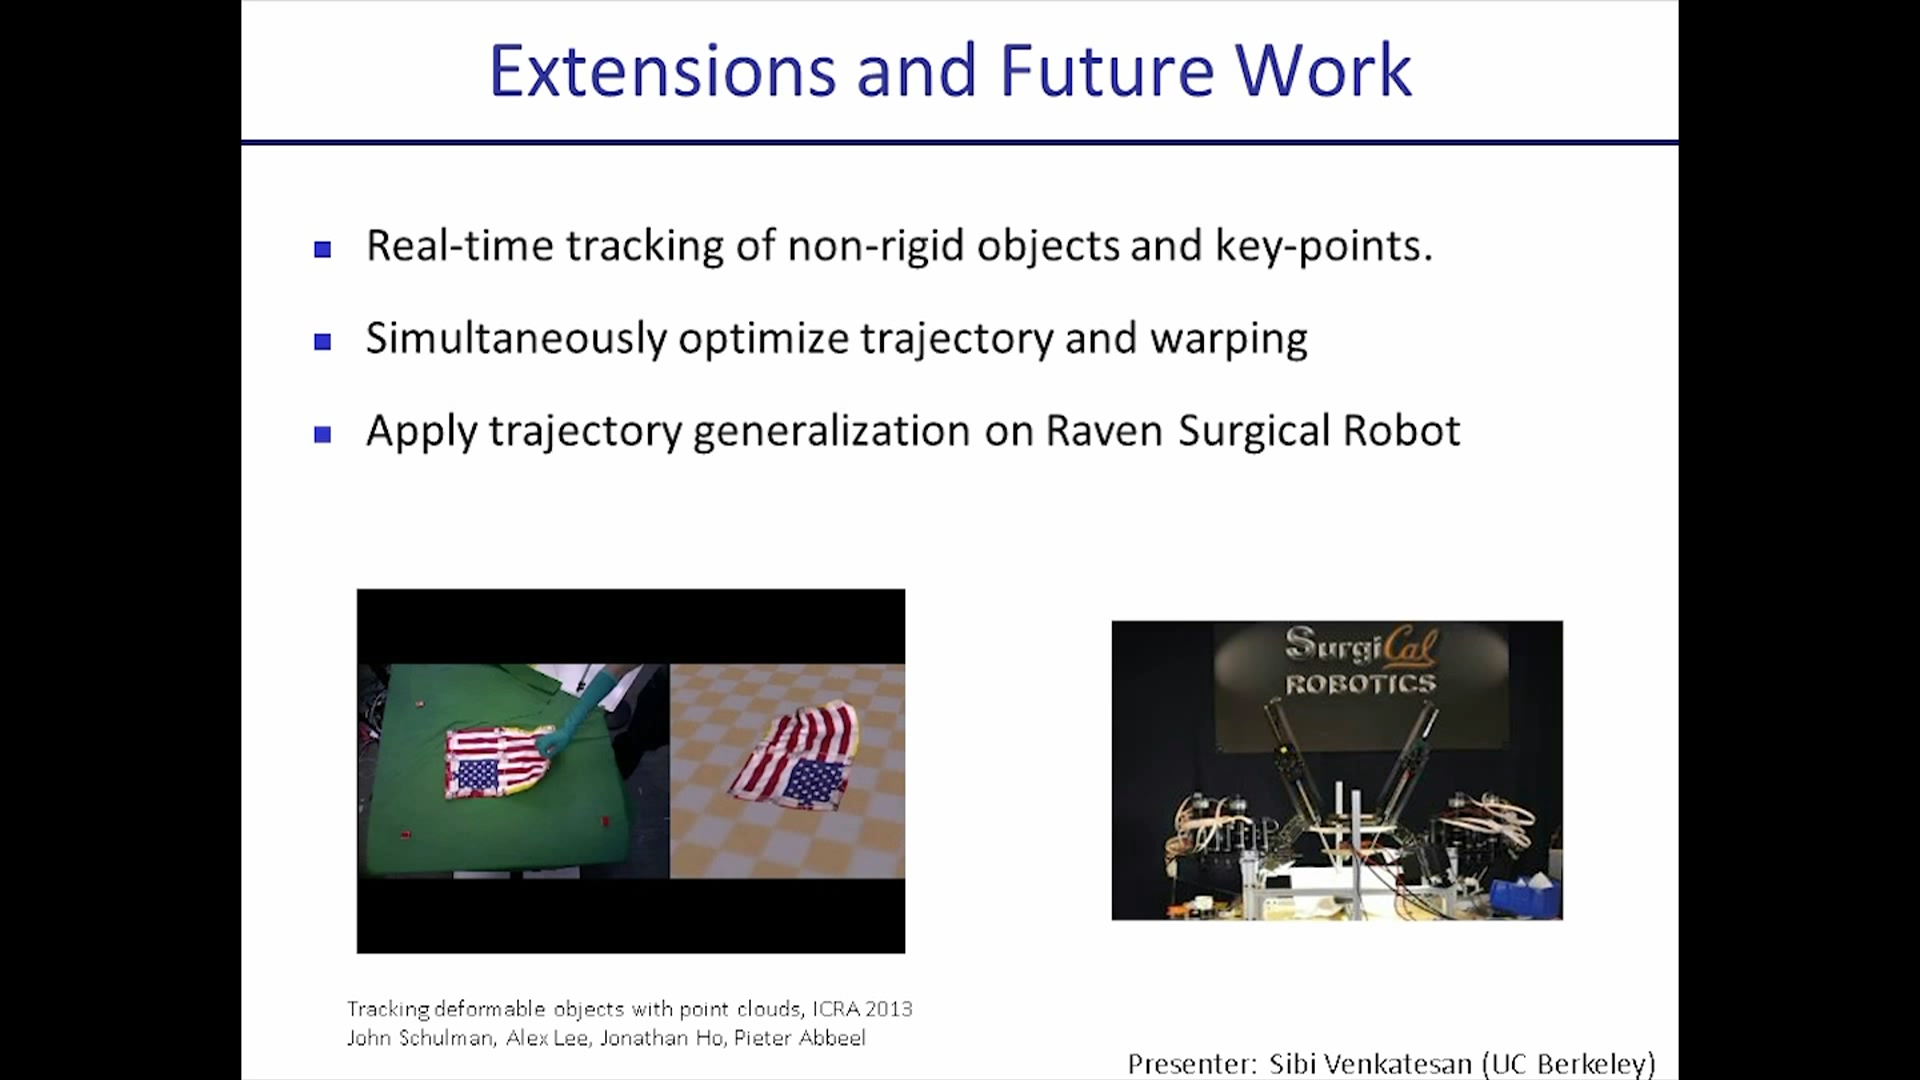 Extensions and Future Work
Real-time tracking of non-rigid objects and key-points.
Simultaneously optimize trajectory and warping
Apply trajectory generalization on Raven Surgical Robot
SurgiCal
ROBOTICS
Tracking deformable objects with point clouds, ICRA 2013
John Schulman, Alex Lee, Jonathan Ho, Pieter Abbeel
Presenter: Sibi Venkatesan (UC Berkeley)